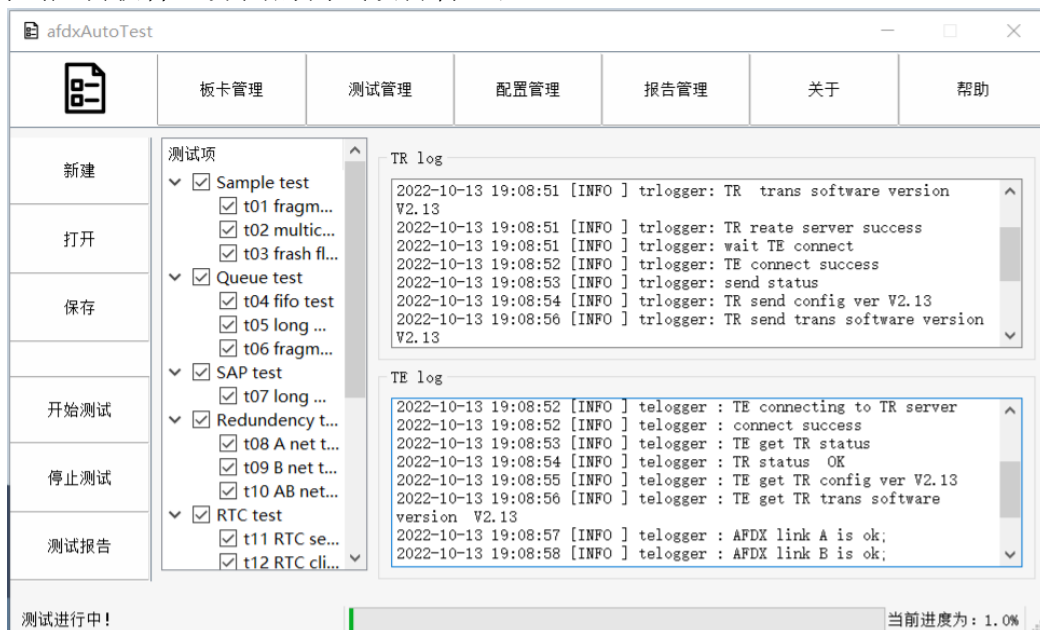 afdxAutoTest
板卡管理
测试管理
配置管理
报告管理
关于
帮助
新建
打开
保存
开始测试
停止测试
测试报告
测试项
Sample test
t01 fragm...
t02 multic...
t03 frash fl...
Queue test
t04 fifo test
t05 long ...
t06 fragm...
SAP test
t07 long ...
Redundency t...
t08 A net t...
t09 B net t...
t10 AB net...
RTC test
t11 RTC se...
t12 RTC cli...
TR log
2022-10-13 19:08:51 [INFO ] trlogger: TR  trans software version
V2.13
2022-10-13 19:08:51 [INFO ] trlogger: TR reate server success
2022-10-13 19:08:51 [INFO ] trlogger: wait TE connect
2022-10-13 19:08:52 [INFO ] trlogger: TE connect success
2022-10-13 19:08:53 [INFO ] trlogger: send status
2022-10-13 19:08:54 [INFO ] trlogger: TR send config ver V2.13
2022-10-13 19:08:56 [INFO ] trlogger: TR send trans software version
V2.13
TE log
2022-10-13 19:08:52 [INFO ] telogger : TE connecting to TR server
2022-10-13 19:08:52 [INFO ] telogger : connect success
2022-10-13 19:08:53 [INFO ] telogger : TE get TR status
2022-10-13 19:08:54 [INFO ] telogger : TR status  OK
2022-10-13 19:08:55 [INFO ] telogger : TE get TR config ver V2.13
2022-10-13 19:08:56 [INFO ] telogger : TE get TR trans software
version  V2.13
2022-10-13 19:08:57 [INFO ] telogger : AFDX link A is ok;
2022-10-13 19:08:58 [INFO ] telogger : AFDX link B is ok;
测试进行中!
当前进度为: 1.0%